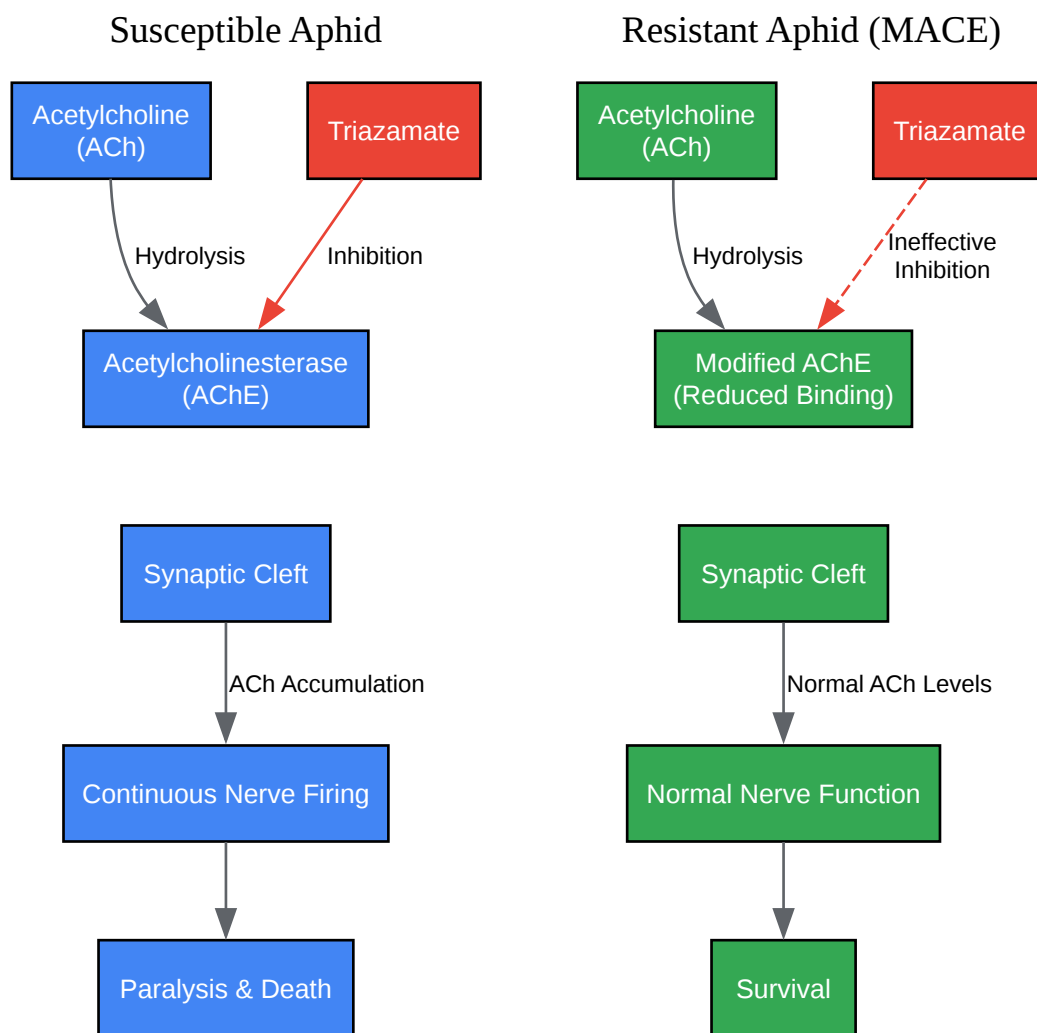 Susceptible Aphid
Acetylcholine
(ACh)
Triazamate
Hydrolysis
Inhibition
Acetylcholinesterase
(AChE)
Synaptic Cleft
ACh Accumulation
Continuous Nerve Firing
Paralysis & Death
Resistant Aphid (MACE)
Acetylcholine
(ACh)
Triazamate
Hydrolysis
Ineffective
Inhibition
Modified AChE
(Reduced Binding)
Synaptic Cleft
Normal ACh Levels
Normal Nerve Function
Survival